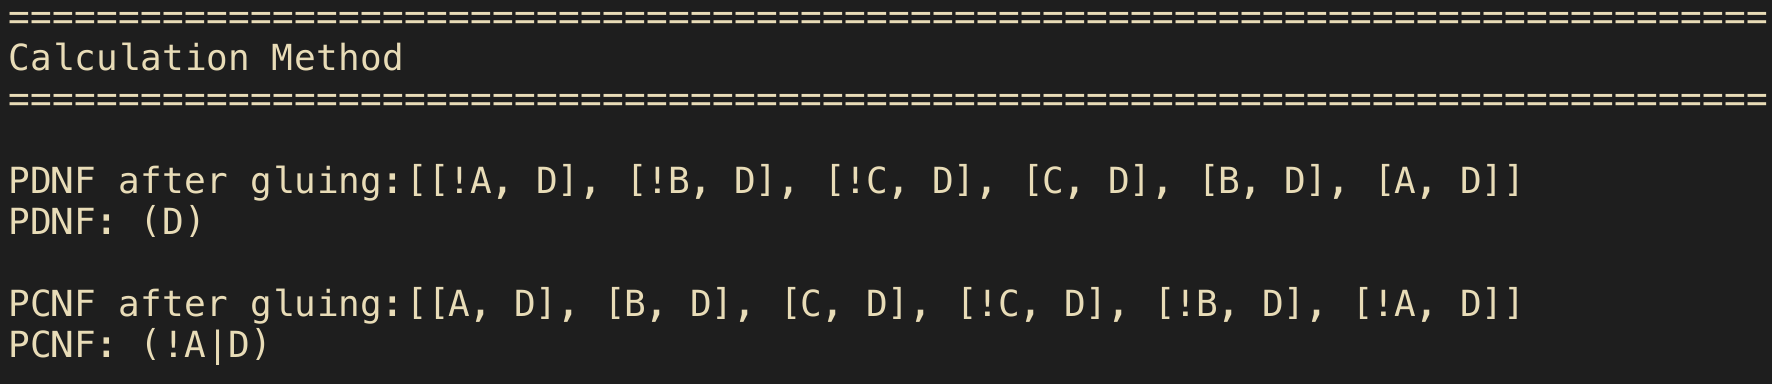 ================================================================================
Calculation Method
================================================================================
PDNF after gluing:[[!A, D], [!B, D], [!C, D], [C, D], [B, D], [A, D]]
PDNF: (D)
PCNF after gluing:[[A, D], [B, D], [C, D], [!C, D], [!B, D], [!A, D]]
PCNF: (!A|D)